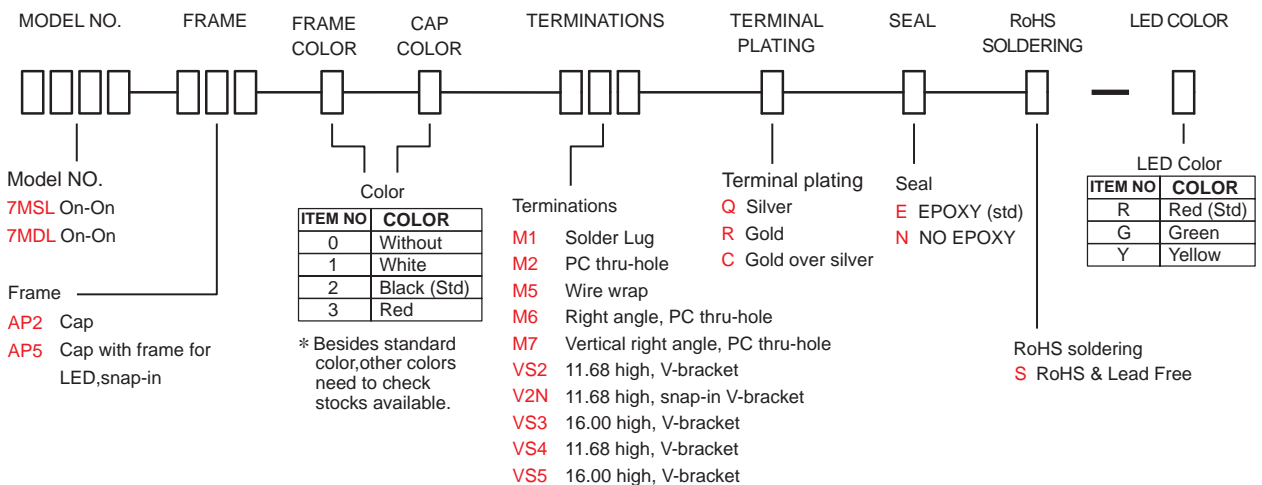 MODEL NO. FRAME FRAME COLOR CAP COLOR TERMINATIONS TERMINAL PLATING SEAL RoHS SOLDERING LED COLOR
Model NO.
7MSL On-On
7MDL On-On
Frame
AP2 Cap
AP5 Cap with frame for
LED,snap-in
Color
ITEM NO COLOR
0 Without
1 White
2 Black (Std)
3 Red
* Besides standard
color,other colors
need to check
stocks available.
Terminations
M1 Solder Lug
M2 PC thru-hole
M5 Wire wrap
M6 Right angle, PC thru-hole
M7 Vertical right angle, PC thru-hole
VS2 11.68 high, V-bracket
V2N 11.68 high, snap-in V-bracket
VS3 16.00 high, V-bracket
VS4 11.68 high, V-bracket
VS5 16.00 high, V-bracket
Terminal plating
Q Silver
R Gold
C Gold over silver
Seal
E EPOXY (std)
N NO EPOXY
RoHS soldering
S RoHS & Lead Free
LED Color
ITEM NO COLOR
R Red (Std)
G Green
Y Yellow